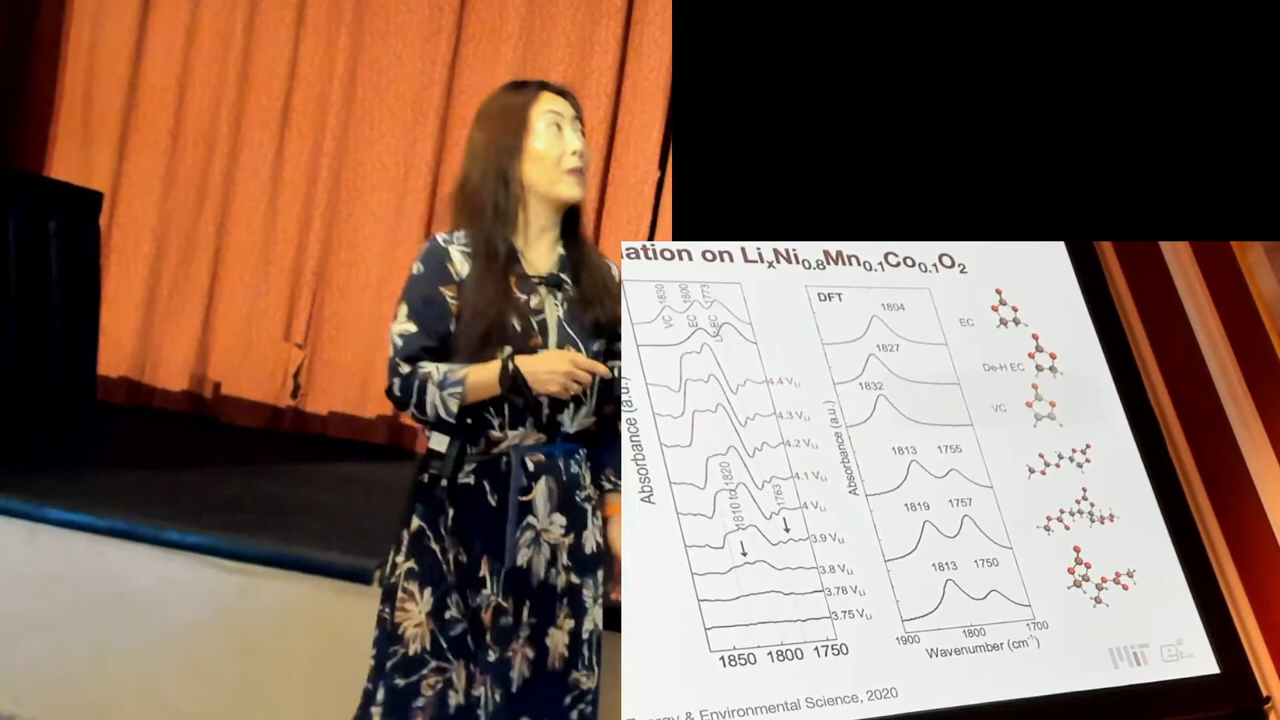 ation on LixNi0.8Mn0.1Co0.1O2
1830
1800
1773
VC
EC
Absorbance (a.u.)
4.4 VLi
4.3 VLi
4.2 VLi
4.1 VLi
4 VLi
3.9 VLi
3.8 VLi
3.78 VLi
3.75 VLi
1810 to 1820
1763
1850 1800 1750
DFT
Absorbance (a.u.)
1804
1827
1832
1813 1755
1819 1757
1813 1750
1900 1800 1700
Wavenumber (cm-1)
EC
De-H EC
VC
MIT
& Environmental Science, 2020